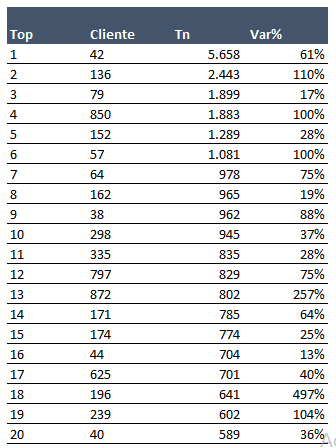 Top Cliente Tn Var%
1 42 5.658 61%
2 136 2.443 110%
3 79 1.899 17%
4 850 1.883 100%
5 152 1.289 28%
6 57 1.081 100%
7 64 978 75%
8 162 965 19%
9 38 962 88%
10 298 945 37%
11 335 835 28%
12 797 829 75%
13 872 802 257%
14 171 785 64%
15 174 774 25%
16 44 704 13%
17 625 701 40%
18 196 641 497%
19 239 602 104%
20 40 589 36%